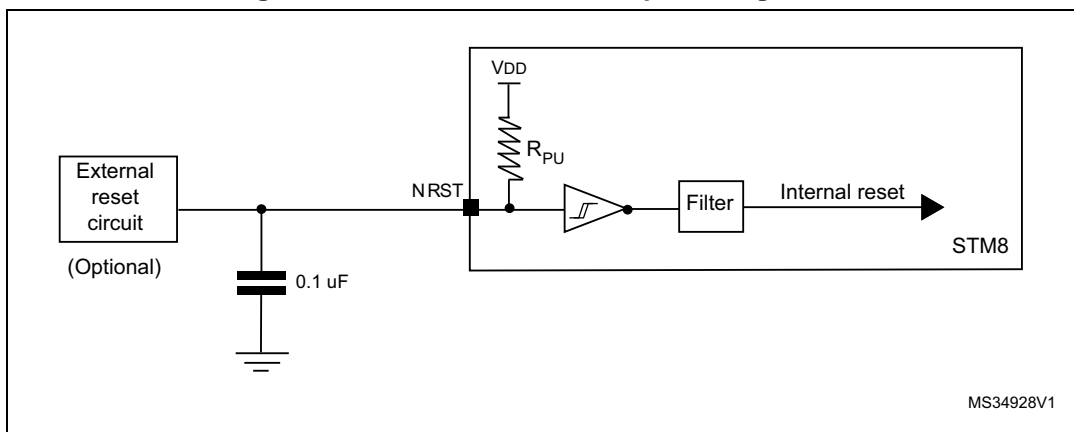 VDD
RPU
External
reset
circuit
(Optional)
NRST
Filter
Internal reset
STM8
0.1 uF
MS34928V1